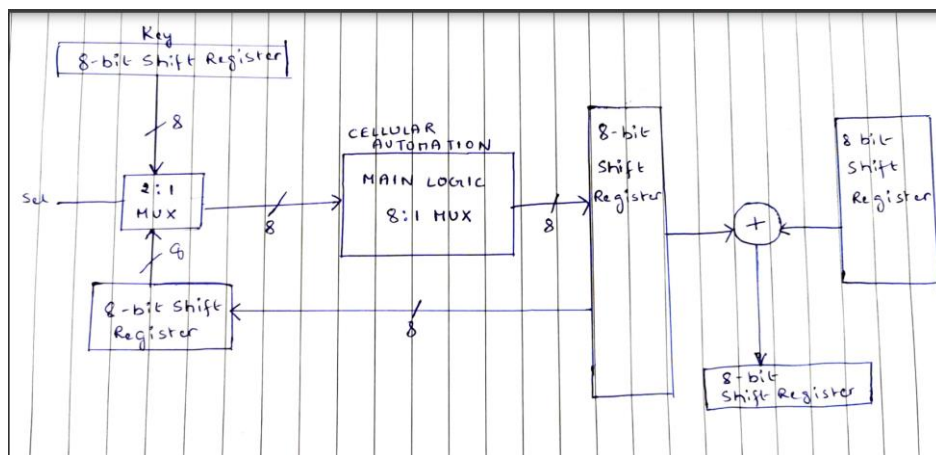 Key
8-bit Shift Register
8
CELLULAR
AUTOMATION
MAIN LOGIC
8:1 MUX
2:1
MUX
Sel
8
8
8
8-bit Shift
Register
8
8-bit
Shift
Register
+
8 bit
Shift
Register
8-bit
Shift Register